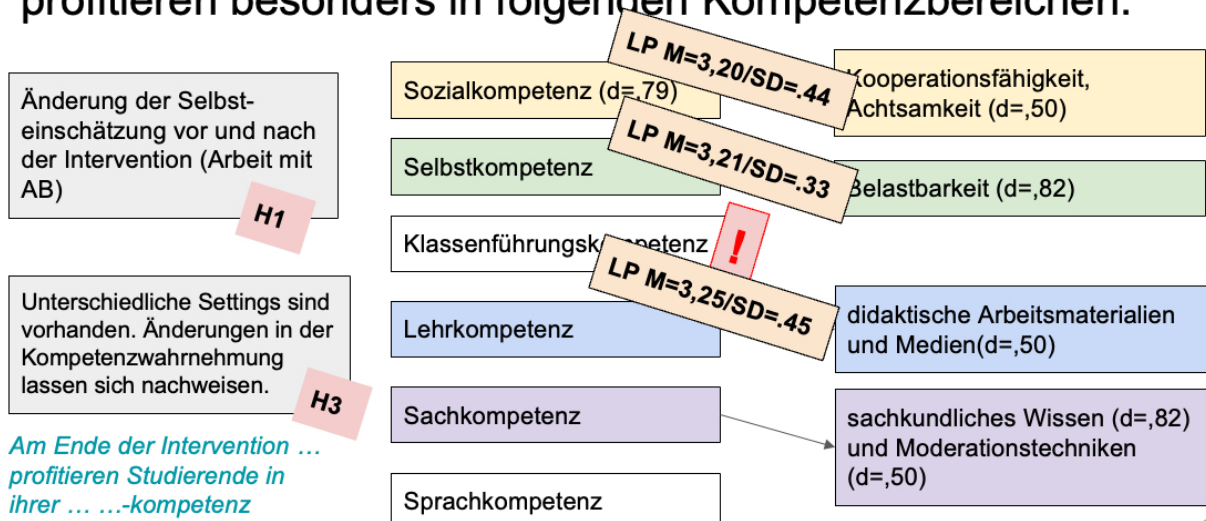 profitieren besonders in folgenden Kompetenzbereichen:
Änderung der Selbst-
einschätzung vor und nach
der Intervention (Arbeit mit
AB)
H1
Unterschiedliche Settings sind
vorhanden. Änderungen in der
Kompetenzwahrnehmung
lassen sich nachweisen.
H3
Am Ende der Intervention …
profitieren Studierende in
ihrer … …-kompetenz
Sozialkompetenz (d=,79)
Selbstkompetenz
Klassenführungskompetenz
Lehrkompetenz
Sachkompetenz
Sprachkompetenz
LP M=3,20/SD=.44
LP M=3,21/SD=.33
!
LP M=3,25/SD=.45
Kooperationsfähigkeit,
Achtsamkeit (d=,50)
Belastbarkeit (d=,82)
didaktische Arbeitsmaterialien
und Medien(d=,50)
sachkundliches Wissen (d=,82)
und Moderationstechniken
(d=,50)